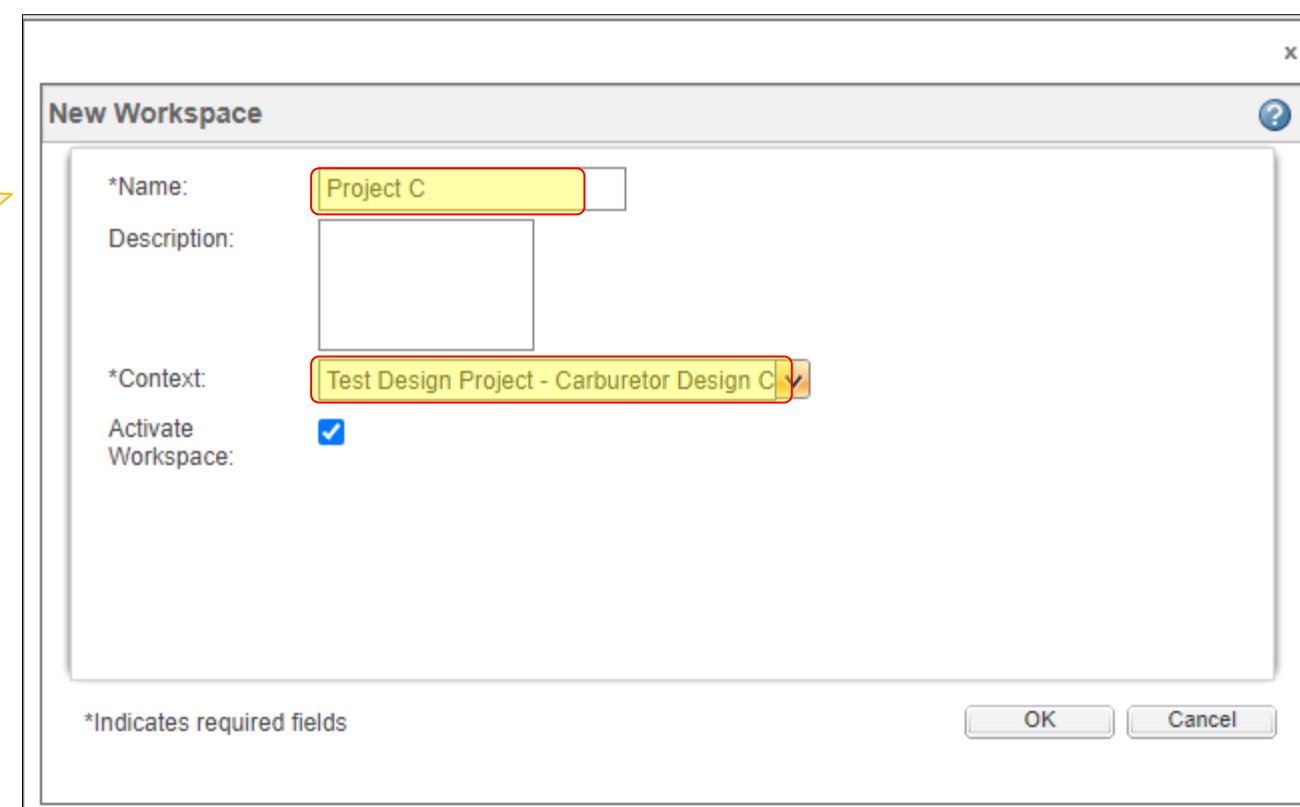 x
New Workspace
?
*Name:
Project C
Description:
*Context:
Test Design Project - Carburetor Design C
Activate
Workspace:
*Indicates required fields
OK
Cancel